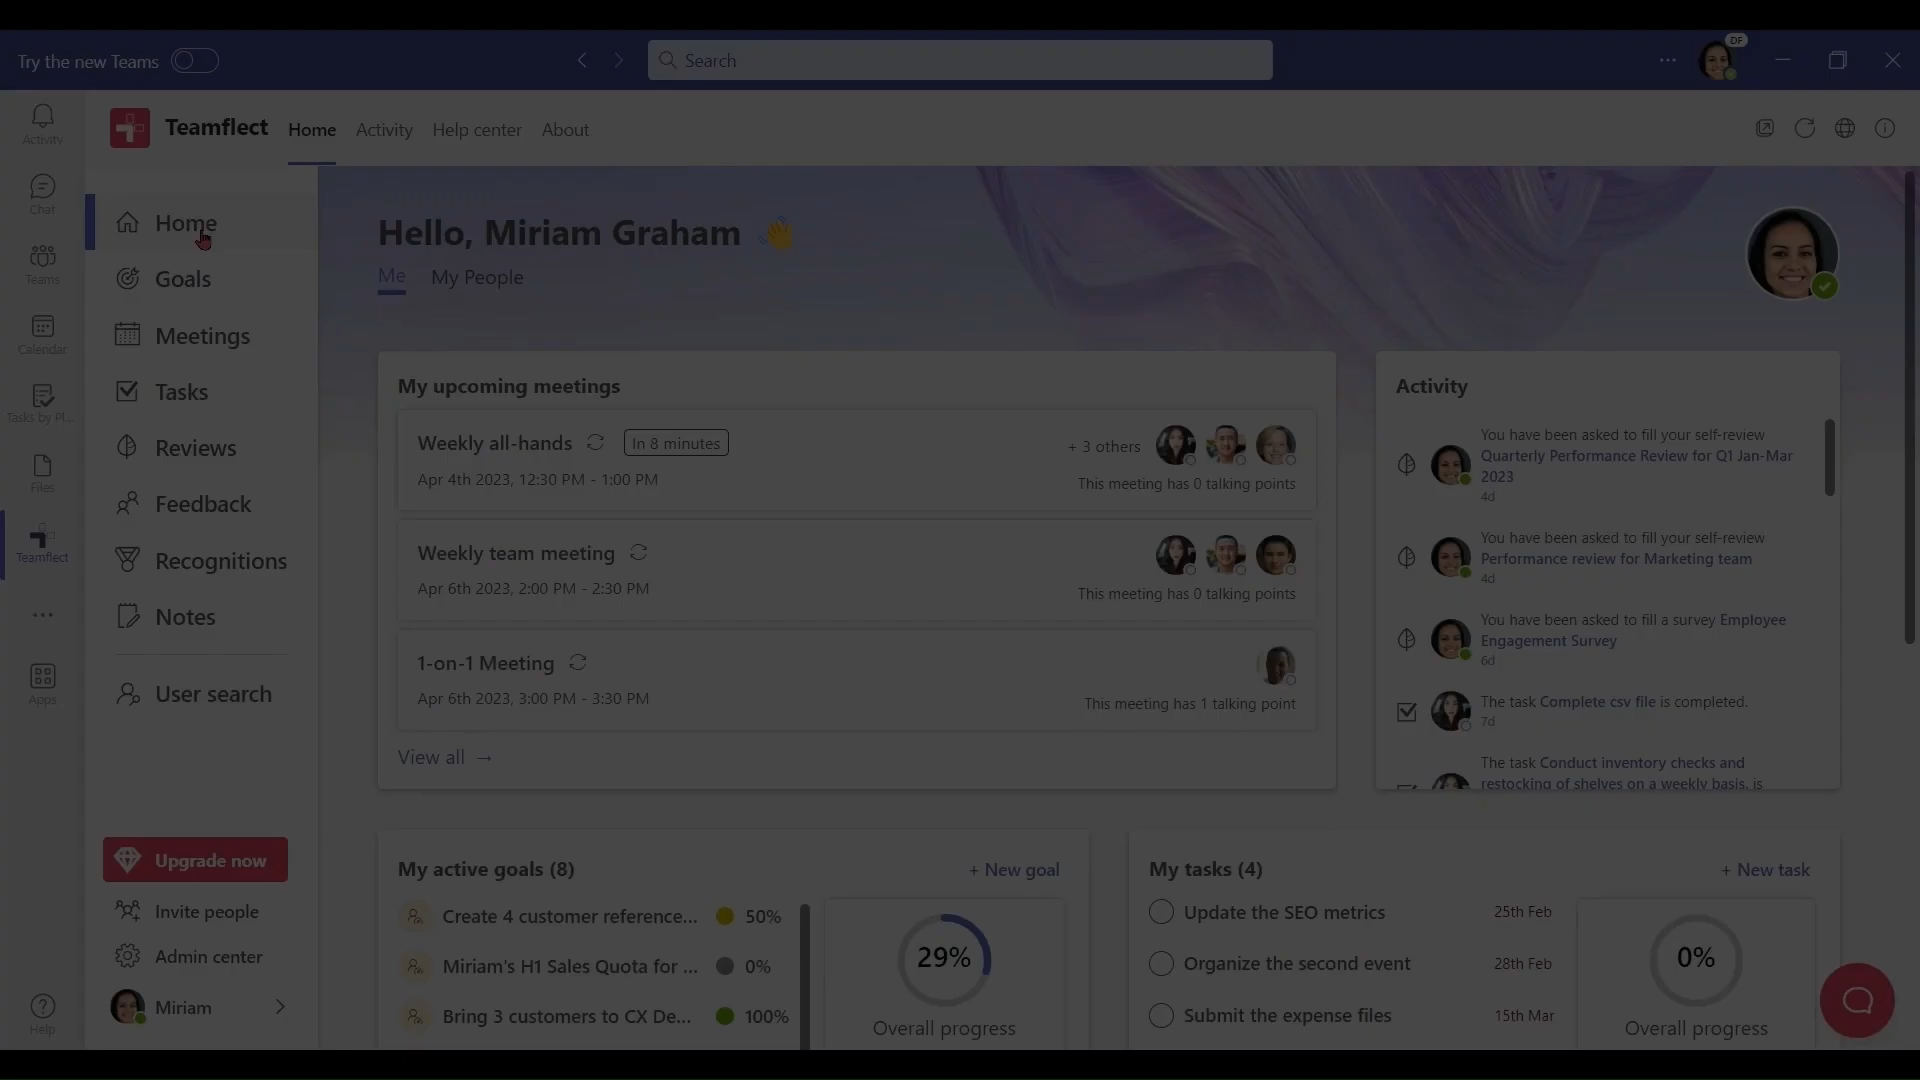 Try the new Teams
Search
DF
Activity
Chat
Teams
Calendar
Tasks by Pl...
Files
Teamflect
Apps
Help
Teamflect
Home
Activity
Help center
About
Home
Goals
Meetings
Tasks
Reviews
Feedback
Recognitions
Notes
User search
Upgrade now
Invite people
Admin center
Miriam
Hello, Miriam Graham
Me
My People
My upcoming meetings
Weekly all-hands
In 8 minutes
+ 3 others
Apr 4th 2023, 12:30 PM - 1:00 PM
This meeting has 0 talking points
Weekly team meeting
Apr 6th 2023, 2:00 PM - 2:30 PM
This meeting has 0 talking points
1-on-1 Meeting
Apr 6th 2023, 3:00 PM - 3:30 PM
This meeting has 1 talking point
View all →
Activity
You have been asked to fill your self-review
Quarterly Performance Review for Q1 Jan-Mar
2023
4d
You have been asked to fill your self-review
Performance review for Marketing team
4d
You have been asked to fill a survey Employee
Engagement Survey
6d
The task Complete csv file is completed.
7d
The task Conduct inventory checks and
restocking of shelves on a weekly basis. is
My active goals (8)
+ New goal
Create 4 customer reference... 50%
Miriam's H1 Sales Quota for ... 0%
Bring 3 customers to CX De... 100%
29%
Overall progress
My tasks (4)
+ New task
Update the SEO metrics 25th Feb
Organize the second event 28th Feb
Submit the expense files 15th Mar
0%
Overall progress